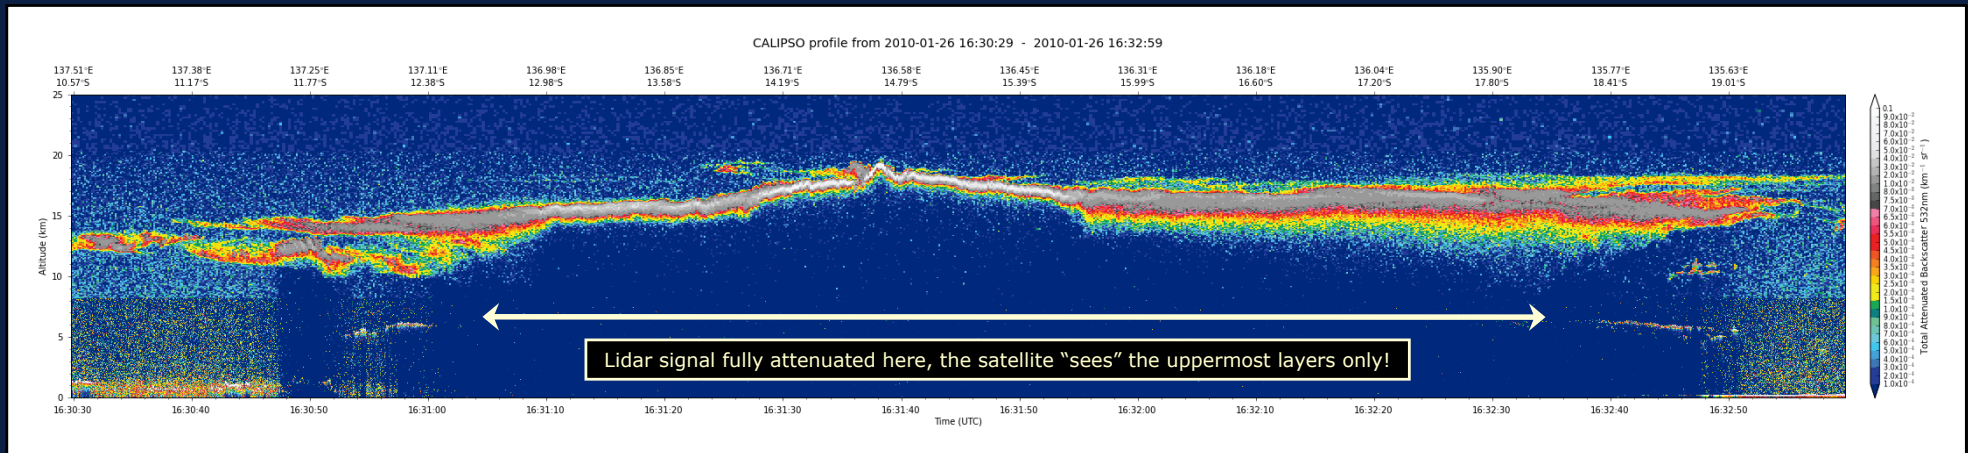 CALIPSO profile from 2010-01-26 16:30:29 - 2010-01-26 16:32:59
137.51°E 137.38°E 137.25°E 137.11°E 136.98°E 136.85°E 136.71°E 136.58°E 136.45°E 136.31°E 136.18°E 136.04°E 135.90°E 135.77°E 135.63°E
10.57°S 11.17°S 11.77°S 12.38°S 12.98°S 13.58°S 14.19°S 14.79°S 15.39°S 15.99°S 16.60°S 17.20°S 17.80°S 18.41°S 19.01°S
25
20
15
10
5
0
Altitude (km)
Lidar signal fully attenuated here, the satellite “sees” the uppermost layers only!
16:30:30 16:30:40 16:30:50 16:31:00 16:31:10 16:31:20 16:31:30 16:31:40 16:31:50 16:32:00 16:32:10 16:32:20 16:32:30 16:32:40 16:32:50
Time (UTC)
0.1
Total Attenuated Backscatter 532nm (km⁻¹ sr⁻¹)